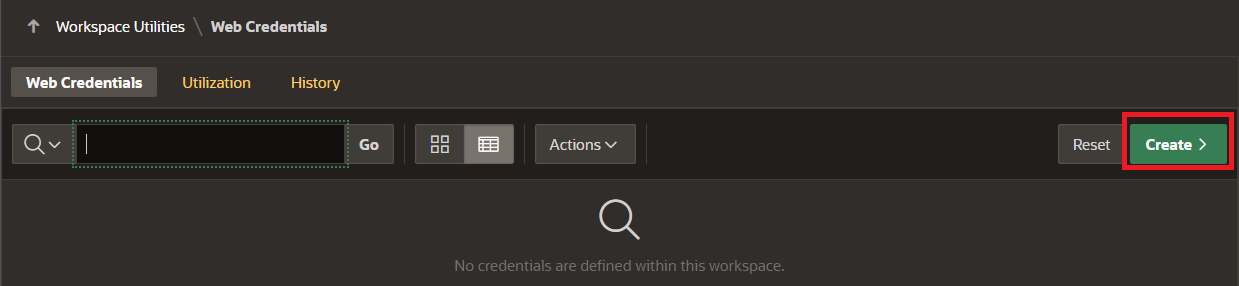 Workspace Utilities \ Web Credentials
Web Credentials Utilization History
Go Actions Reset Create
No credentials are defined within this workspace.